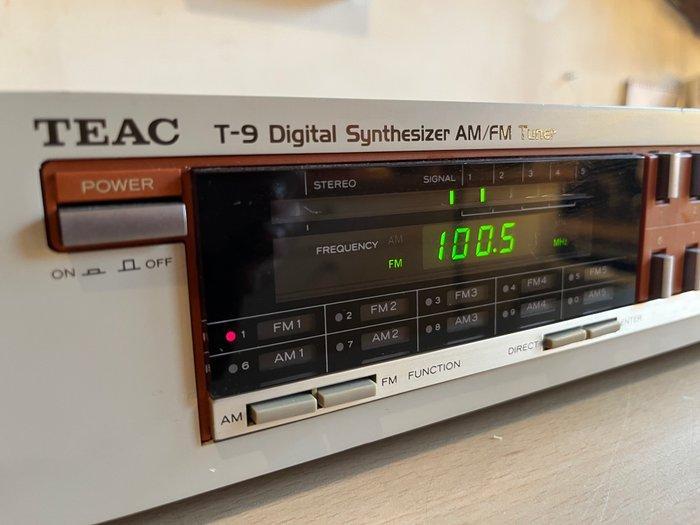 TEAC T-9 Digital Synthesizer AM/FM Tuner
POWER
ON OFF
STEREO SIGNAL 1 2 3 4 5
FREQUENCY AM
FM 100.5 MHz
1 FM1 2 FM2 3 FM3 4 FM4 5 FM5
6 AM1 7 AM2 8 AM3 9 AM4 0 AM5
AM FM FUNCTION DIRECT ENTER